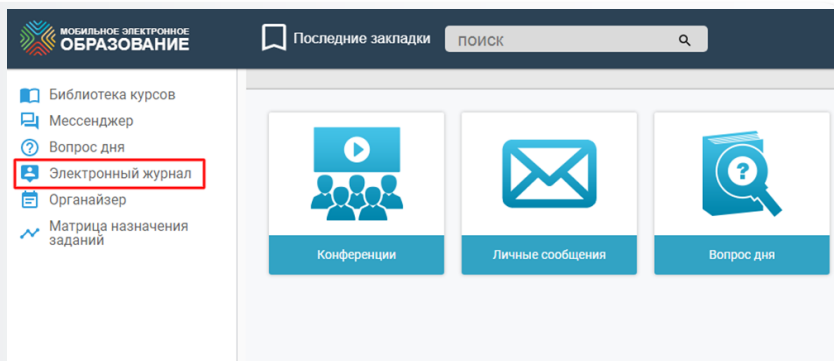 МОБИЛЬНОЕ ЭЛЕКТРОННОЕ
ОБРАЗОВАНИЕ
Последние закладки
ПОИСК
Библиотека курсов
Мессенджер
Вопрос дня
Электронный журнал
Органайзер
Матрица назначения
заданий
Конференции
Личные сообщения
Вопрос дня